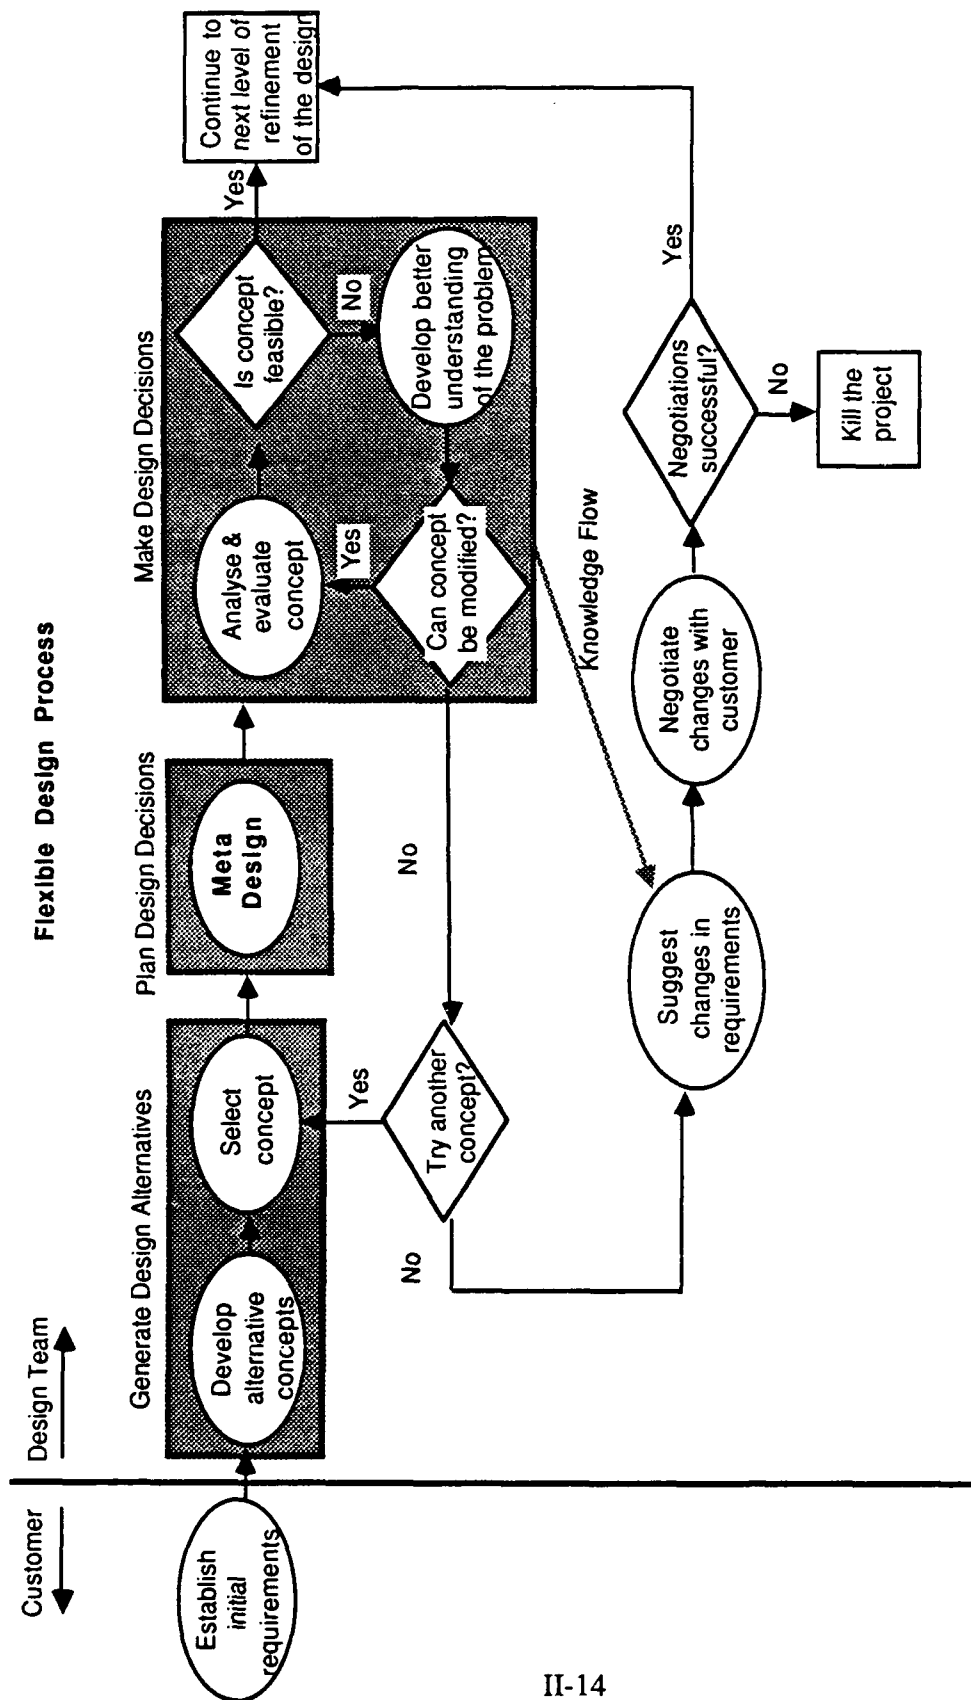 Flexible Design Process
Customer
Design Team
Generate Design Alternatives
Plan Design Decisions
Make Design Decisions
Establish
initial
requirements
Develop
alternative
concepts
Select
concept
Meta
Design
Analyse &
evaluate
concept
Is concept
feasible?
Yes
Continue to
next level of
refinement
of the design
No
Develop better
understanding
of the problem
Can concept
be modified?
Yes
No
Try another
concept?
Yes
No
Knowledge Flow
Suggest
changes in
requirements
Negotiate
changes with
customer
Negotiations
successful?
Yes
No
Kill the
project
II-14